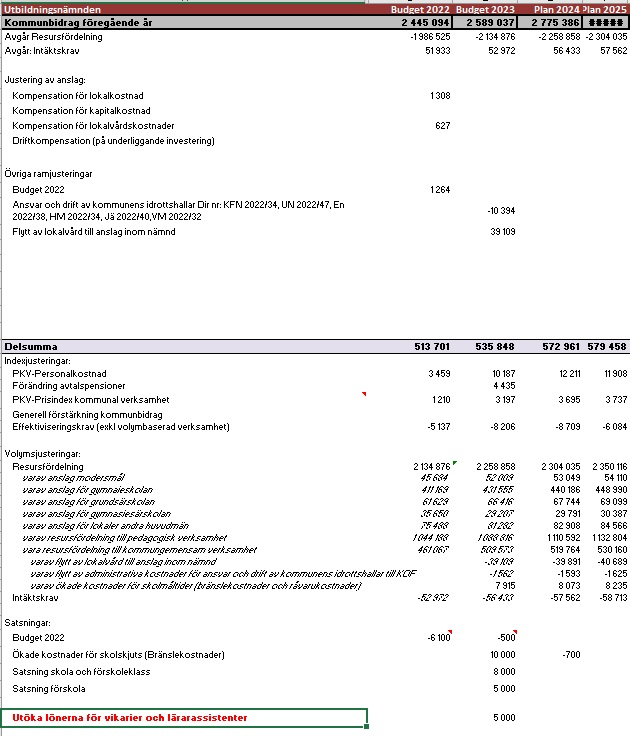 Utbildningsnämnden Budget 2022 Budget 2023 Plan 2024 Plan 2025
Kommunbidrag föregående år 2 445 094 2 589 037 2 775 386 #####
Avgår Resursfördelning -1 986 525 -2 134 876 -2 258 858 -2 304 035
Avgår: Intäktskrav 51 933 52 972 56 433 57 562
Justering av anslag:
Kompensation för lokalkostnad 1 308
Kompensation för kapitalkostnad
Kompensation för lokalvårdskostnader 627
Driftkompensation (på underliggande investering)
Övriga ramjusteringar
Budget 2022 1 264
Ansvar och drift av kommunens idrottshallar Dir nr: KFN 2022/34, UN 2022/47, En
2022/38, HM 2022/34, Jä 2022/40,VM 2022/32 -10 394
Flytt av lokalvård till anslag inom nämnd 39 109
Delsumma 513 701 535 848 572 961 579 458
Indexjusteringar:
PKV-Personalkostnad 3 459 10 187 12 211 11 908
Förändring avtalspensioner 4 435
PKV-Prisindex kommunal verksamhet 1 210 3 197 3 695 3 737
Generell förstärkning kommunbidrag
Effektiviseringskrav (exkl volymbaserad verksamhet) -5 137 -8 206 -8 709 -6 084
Volymsjusteringar:
Resursfördelning 2 134 876 2 258 858 2 304 035 2 350 116
varav anslag modersmål 45 684 52 009 53 049 54 110
varav anslag för gymnaieskolan 411 169 431 555 440 186 448 990
varav anslag för grundsärskolan 61 629 66 416 67 744 69 099
varav anslag för gymnasiesärskolan 35 650 29 207 29 791 30 387
varav anslag för lokaler andra huvudmän 75 488 81 282 82 908 84 566
varav resursfördelning till pedagogisk verksamhet 1 044 188 1 088 816 1 110 592 1 132 804
vara resursfördelning till kommungemensam verksamhet 461 067 509 573 519 764 530 160
varav flytt av lokalvård till anslag inom nämnd -39 109 -39 891 -40 689
varav flytt av administrativa kostnader för ansvar och drift av kommunens idrottshallar till KOF -1 562 -1 593 -1 625
varav ökade kostnader för skolmåltider (bränslekostnader och råvarukostnader) 7 915 8 073 8 235
Intäktskrav -52 972 -56 433 -57 562 -58 713
Satsningar:
Budget 2022 -6 100 -500
Ökade kostnader för skolskjuts (Bränslekostnader) 10 000 -700
Satsning skola och förskoleklass 8 000
Satsning förskola 5 000
Utöka lönerna för vikarier och lärarassistenter 5 000